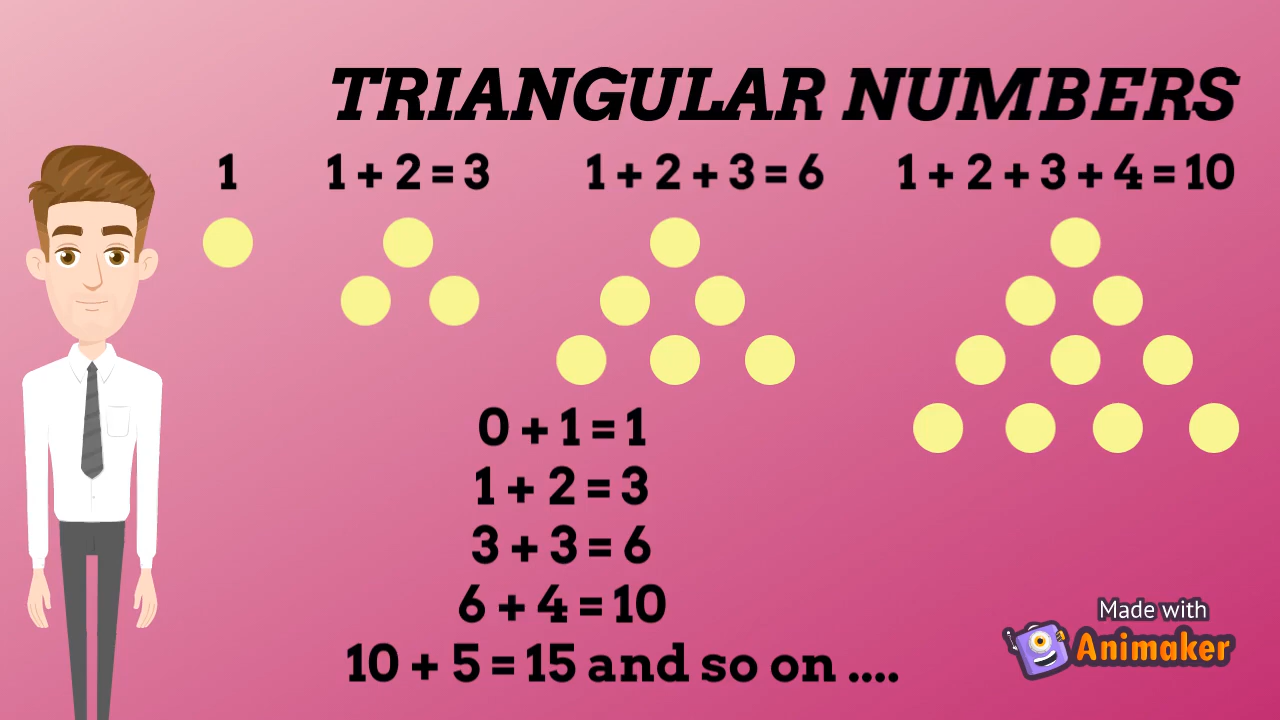 TRIANGULAR NUMBERS
1 1 + 2 = 3 1 + 2 + 3 = 6 1 + 2 + 3 + 4 = 10
0 + 1 = 1
1 + 2 = 3
3 + 3 = 6
6 + 4 = 10
10 + 5 = 15 and so on ....
Made with
Animaker